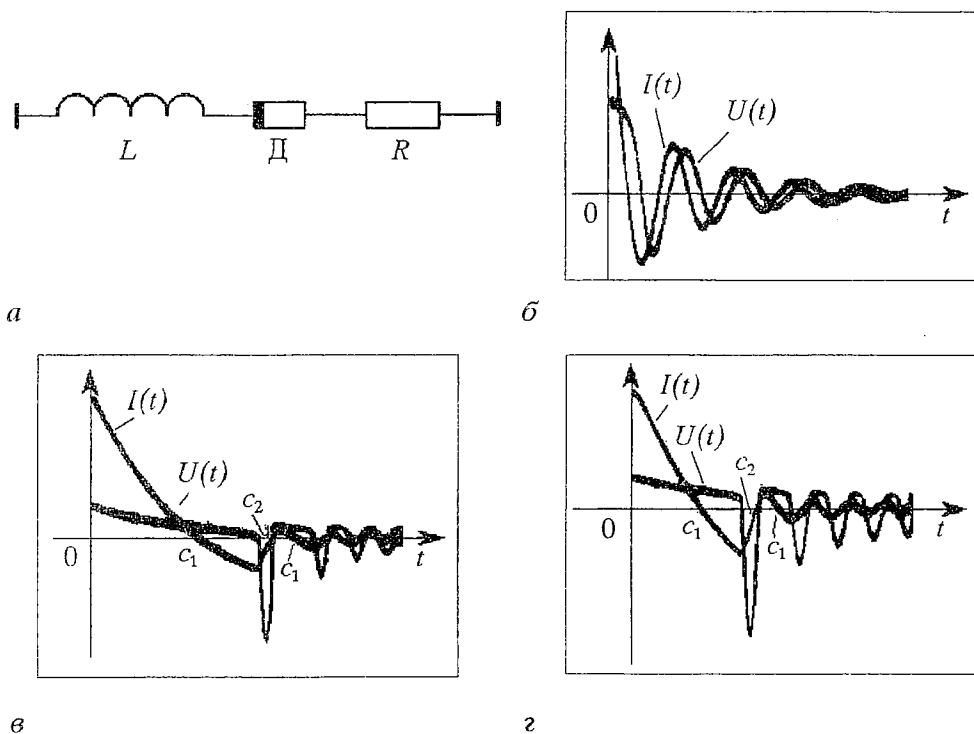 L
Д
R
а
I(t)
U(t)
0
t
б
I(t)
U(t)
c₂
0
c₁
c₁
t
в
I(t)
U(t)
c₂
0
c₁
c₁
t
г